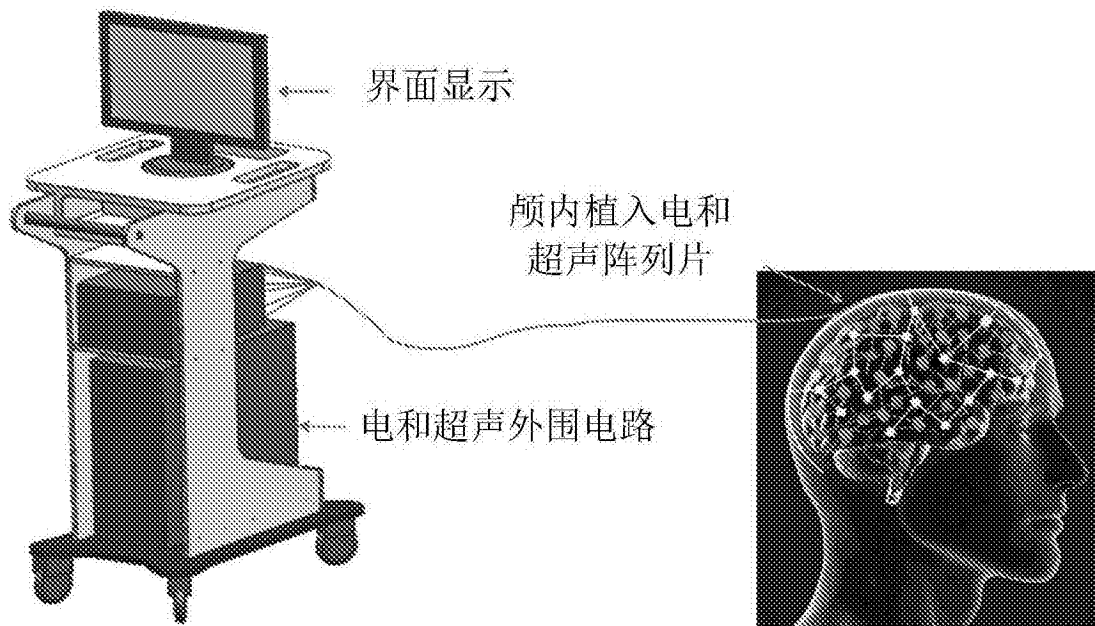 界面显示
颅内植入电和
超声阵列片
电和超声外围电路